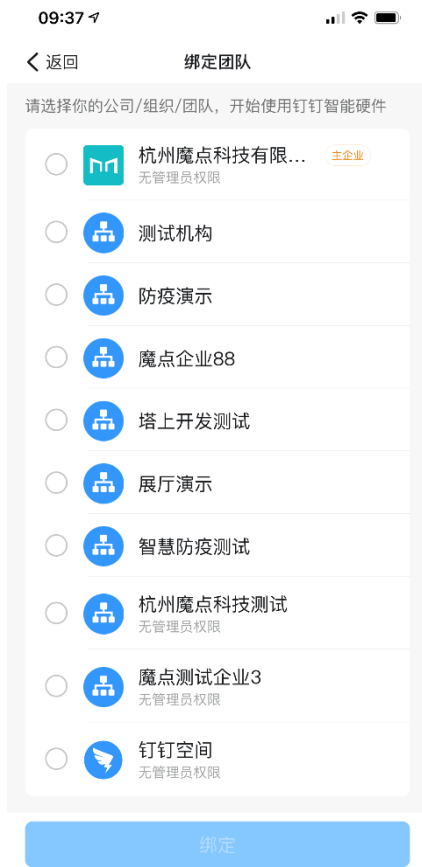 09:37
返回
绑定团队
请选择你的公司/组织/团队，开始使用钉钉智能硬件
杭州魔点科技有限... 主企业
无管理员权限
测试机构
防疫演示
魔点企业88
塔上开发测试
展厅演示
智慧防疫测试
杭州魔点科技测试
无管理员权限
魔点测试企业3
无管理员权限
钉钉空间
无管理员权限
绑定